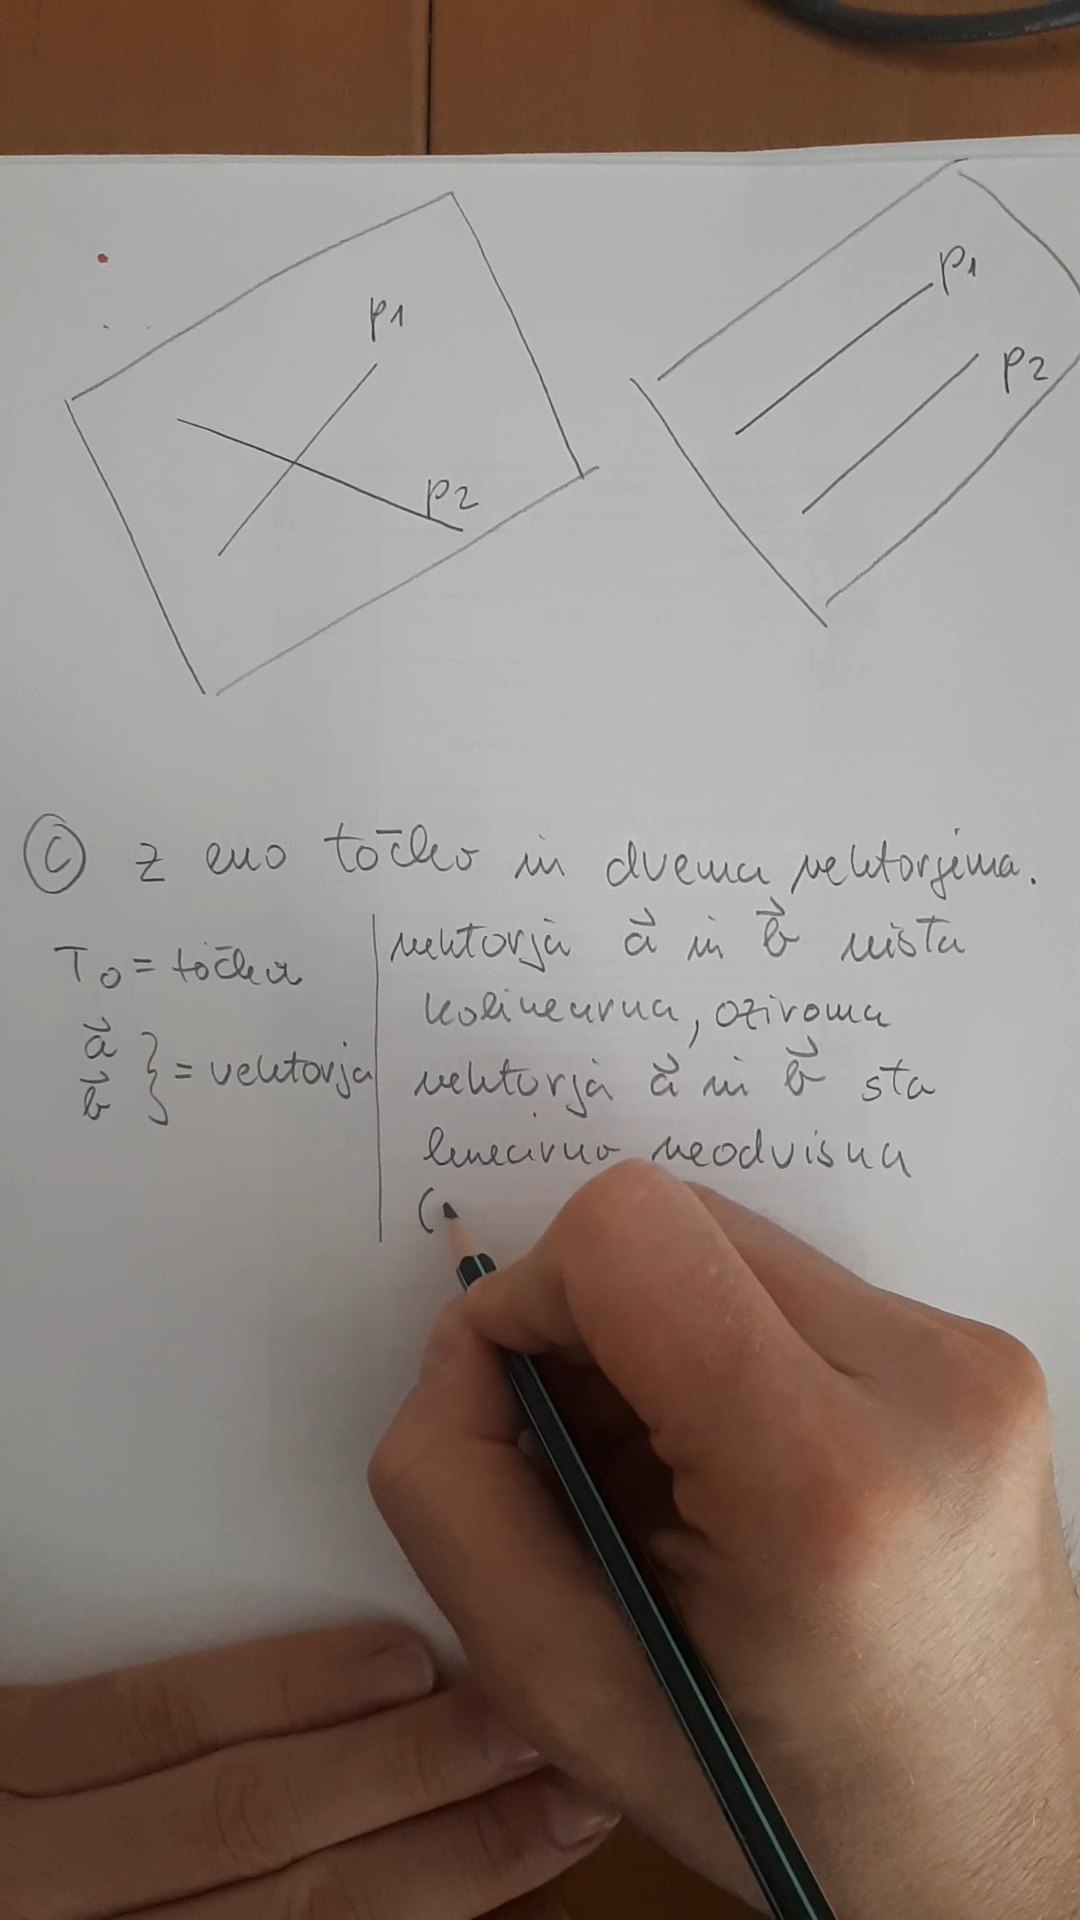 p1
p2
p1
p2
C z eno točko in dvema vektorjema.
T0 = točka
a⃗
b⃗ } = vektorja
vektorja a⃗ in b⃗ nista
kolinearna, oziroma
vektorja a⃗ in b⃗ sta
linearno neodvisna
(